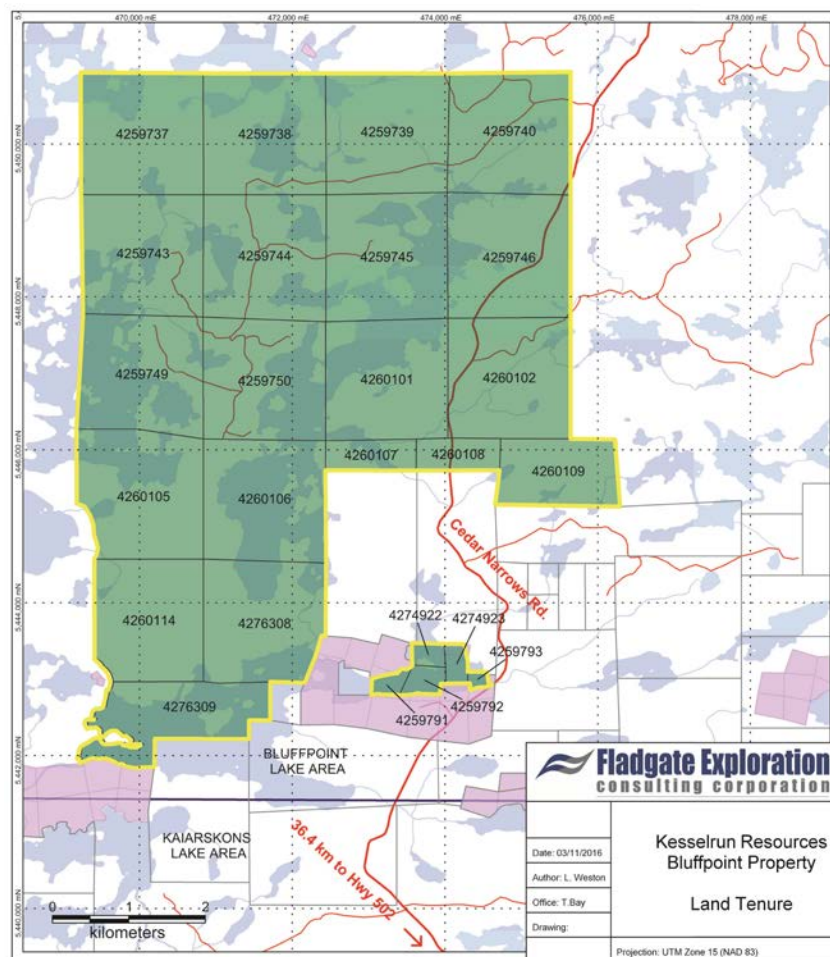 470,000 mE
472,000 mE
474,000 mE
476,000 mE
478,000 mE
5,450,000 mN
5,448,000 mN
5,446,000 mN
5,444,000 mN
5,442,000 mN
5,440,000 mN
4259737
4259738
4259739
4259740
4259743
4259744
4259745
4259746
4259749
4259750
4260101
4260102
4260107
4260108
4260109
4260105
4260106
Cedar Narrows Rd.
4260114
4276308
4274922
4274923
4259793
4276309
4259792
4259791
BLUFFPOINT
LAKE AREA
KAIARSKONS
LAKE AREA
36.4 km to Hwy 502
0
1
2
kilometers
Fladgate Exploration
consulting corporation
Date: 03/11/2016
Author: L. Weston
Office: T.Bay
Drawing:
Kesselrun Resources
Bluffpoint Property
Land Tenure
Projection: UTM Zone 15 (NAD 83)